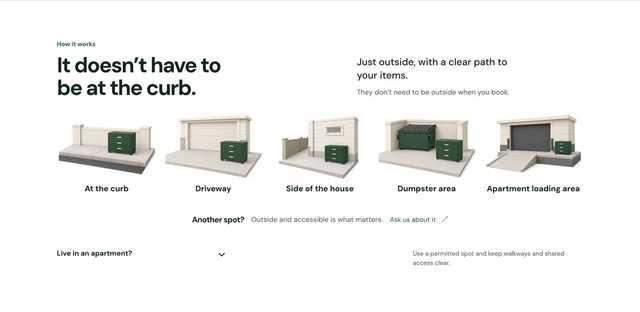 How it works
It doesn't have to
be at the curb.
Just outside, with a clear path to
your items.
They don't need to be outside when you book.
At the curb
Driveway
Side of the house
Dumpster area
Apartment loading area
Another spot? Outside and accessible is what matters. Ask us about it
Live in an apartment?
Use a permitted spot and keep walkways and shared
access clear.